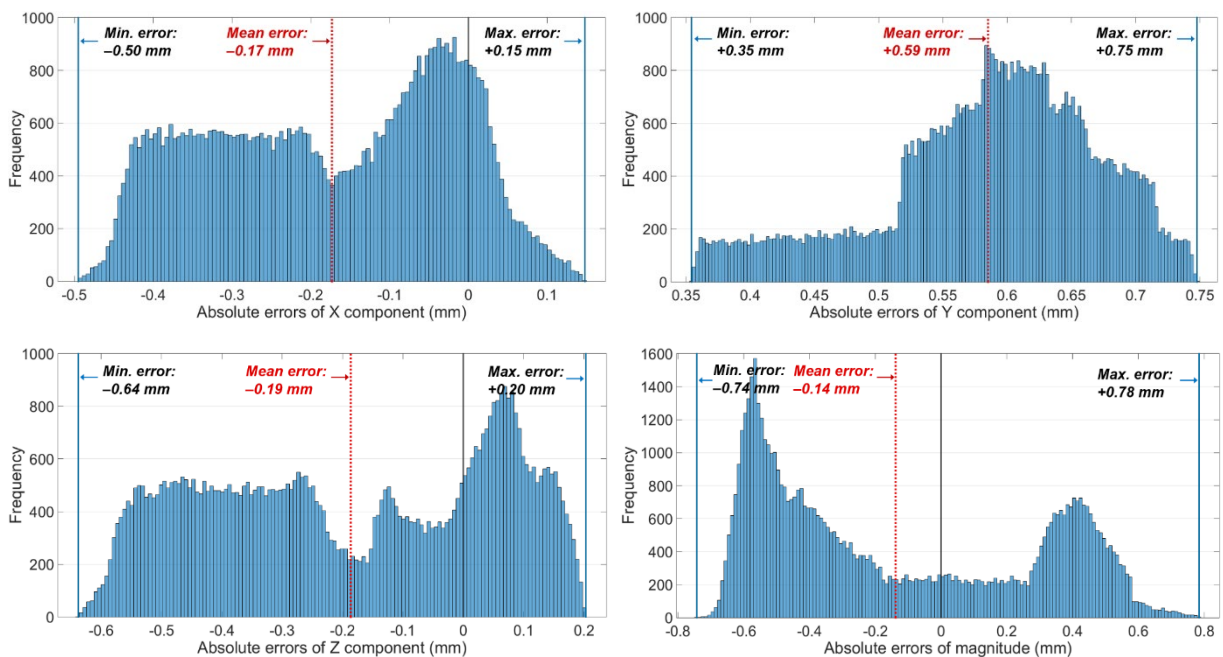 1000
800
600
400
200
0
Frequency
Min. error:
–0.50 mm
Mean error:
–0.17 mm
Max. error:
+0.15 mm
-0.5 -0.4 -0.3 -0.2 -0.1 0 0.1
Absolute errors of X component (mm)
1000
800
600
400
200
0
Frequency
Min. error:
+0.35 mm
Mean error:
+0.59 mm
Max. error:
+0.75 mm
0.35 0.4 0.45 0.5 0.55 0.6 0.65 0.7 0.75
Absolute errors of Y component (mm)
1000
800
600
400
200
0
Frequency
Min. error:
–0.64 mm
Mean error:
–0.19 mm
Max. error:
+0.20 mm
-0.6 -0.5 -0.4 -0.3 -0.2 -0.1 0 0.1 0.2
Absolute errors of Z component (mm)
1600
1400
1200
1000
800
600
400
200
0
Frequency
Min. error:
–0.74 mm
Mean error:
–0.14 mm
Max. error:
+0.78 mm
-0.8 -0.6 -0.4 -0.2 0 0.2 0.4 0.6 0.8
Absolute errors of magnitude (mm)